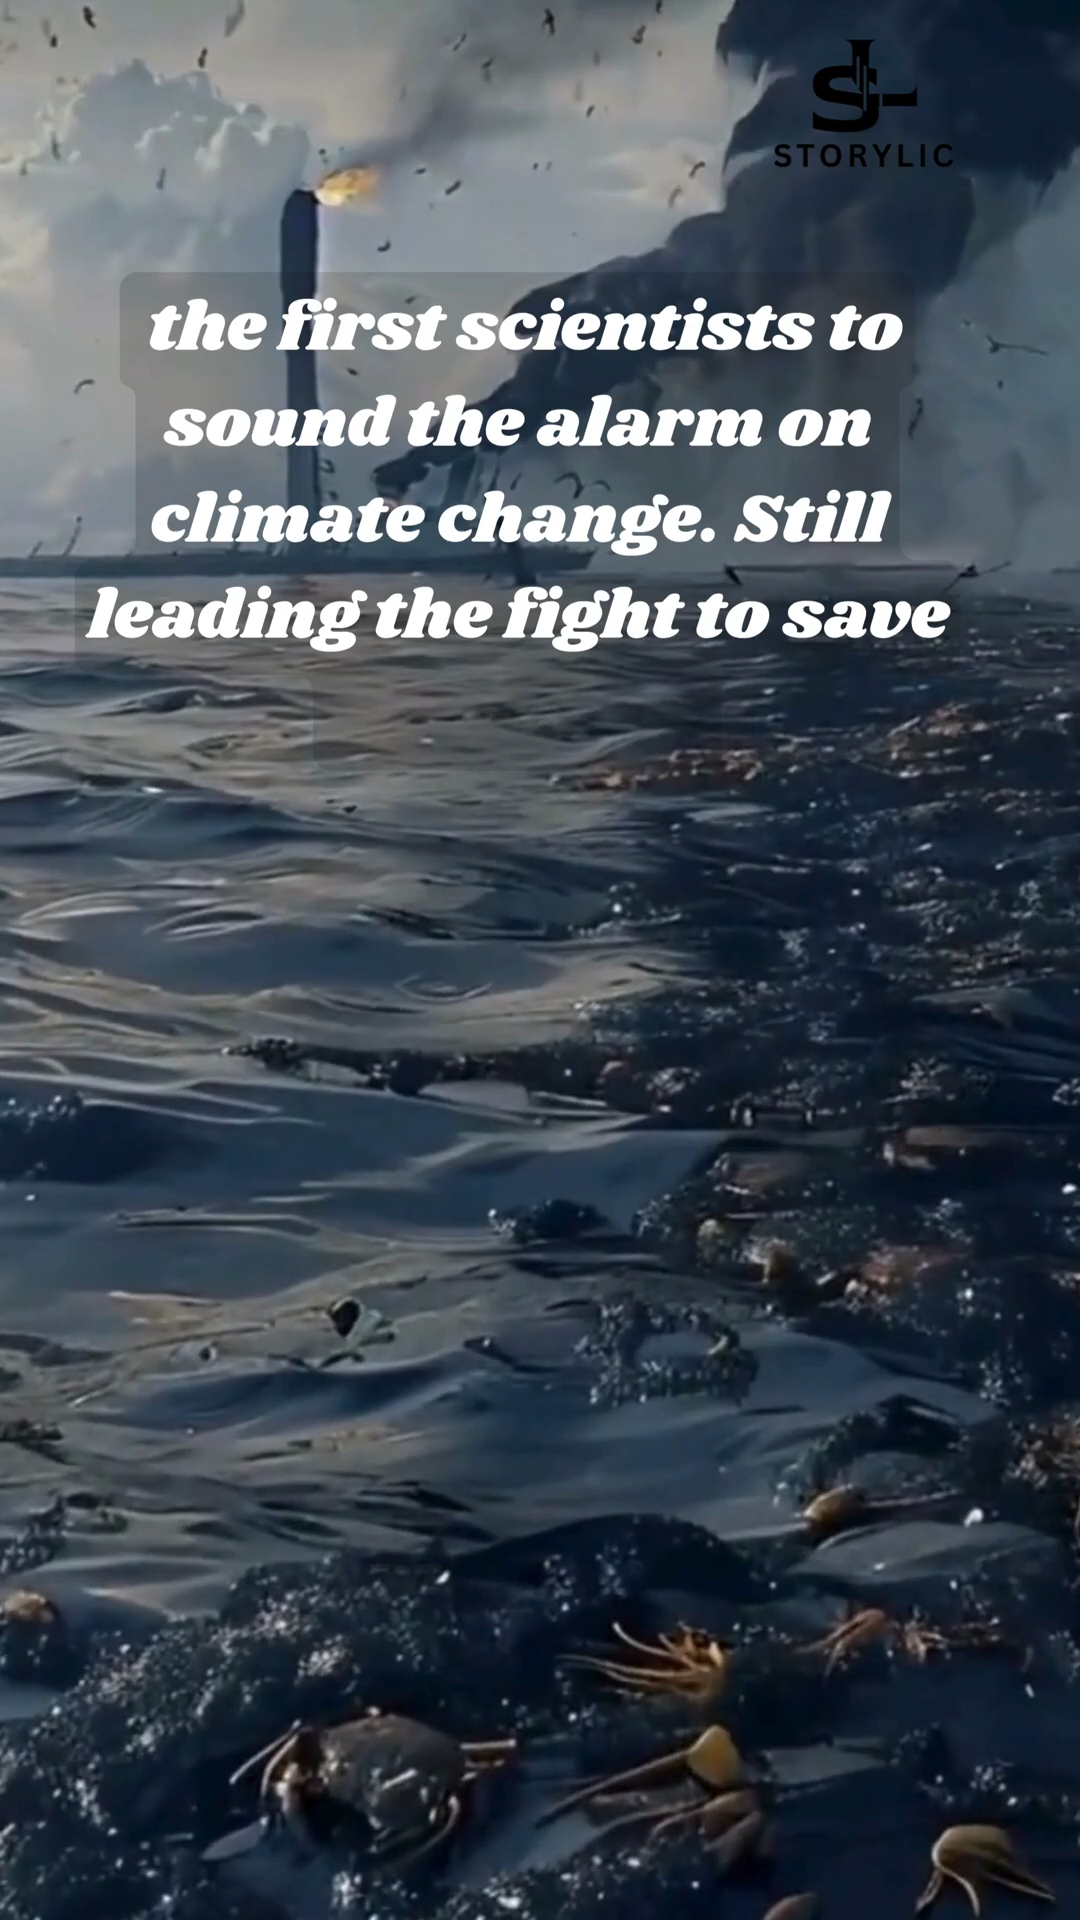 STORYLIC
the first scientists to
sound the alarm on
climate change. Still
leading the fight to save